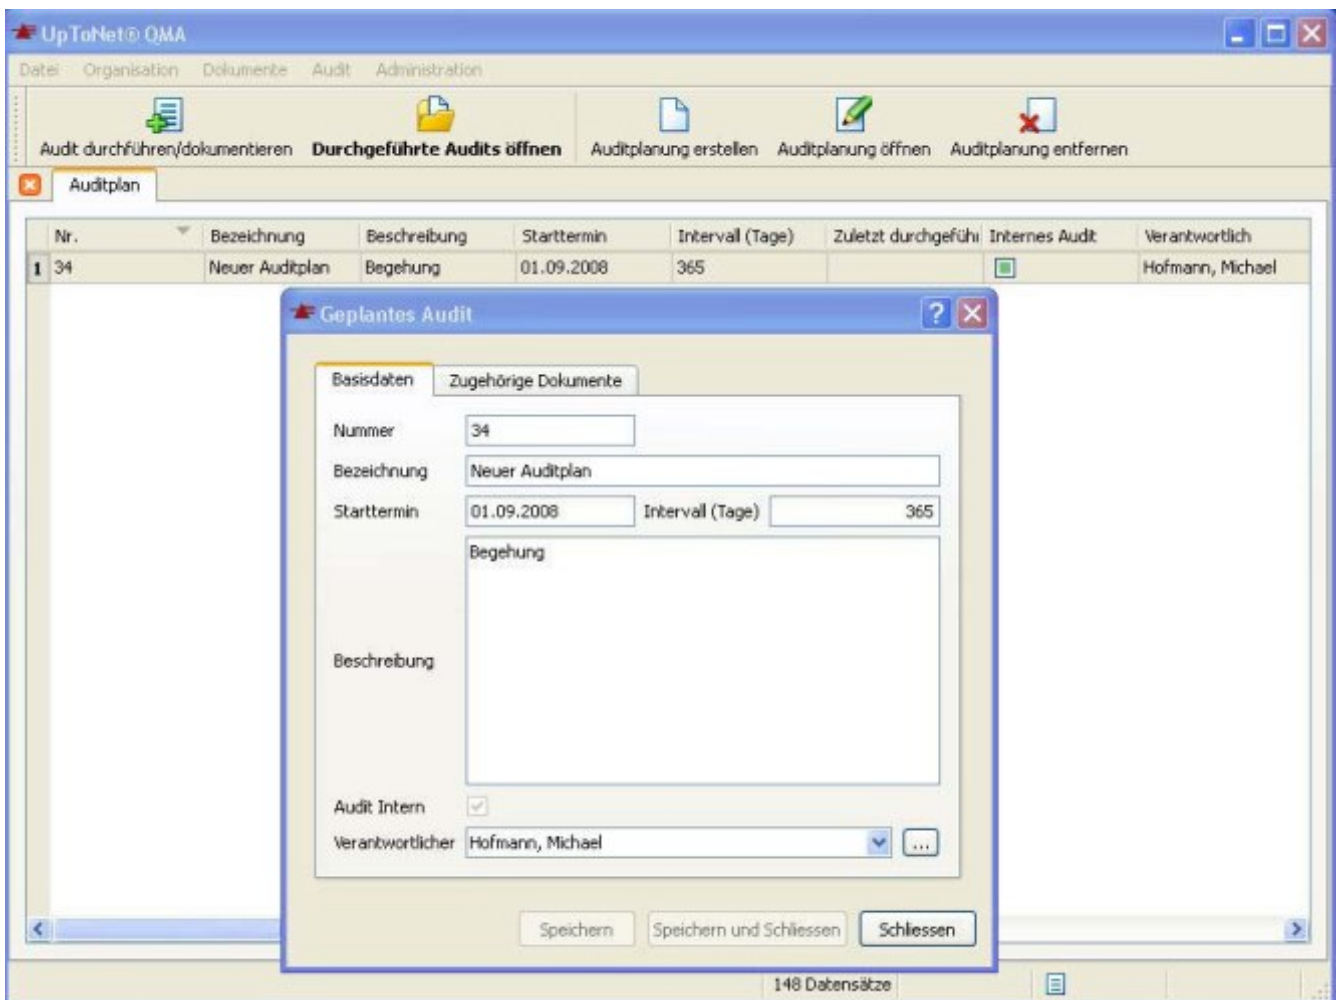 UpToNet® QMA
Datei Organisation Dokumente Audit Administration
Audit durchführen/dokumentieren Durchgeführte Audits öffnen Auditplanung erstellen Auditplanung öffnen Auditplanung entfernen
Auditplan
Nr. Bezeichnung Beschreibung Starttermin Intervall (Tage) Zuletzt durchgefüh Internes Audit Verantwortlich
1 34 Neuer Auditplan Begehung 01.09.2008 365 Hofmann, Michael
Geplantes Audit
Basisdaten Zugehörige Dokumente
Nummer 34
Bezeichnung Neuer Auditplan
Starttermin 01.09.2008 Intervall (Tage) 365
Begehung
Beschreibung
Audit Intern
Verantwortlicher Hofmann, Michael ...
Speichern Speichern und Schliessen Schliessen
148 Datensätze